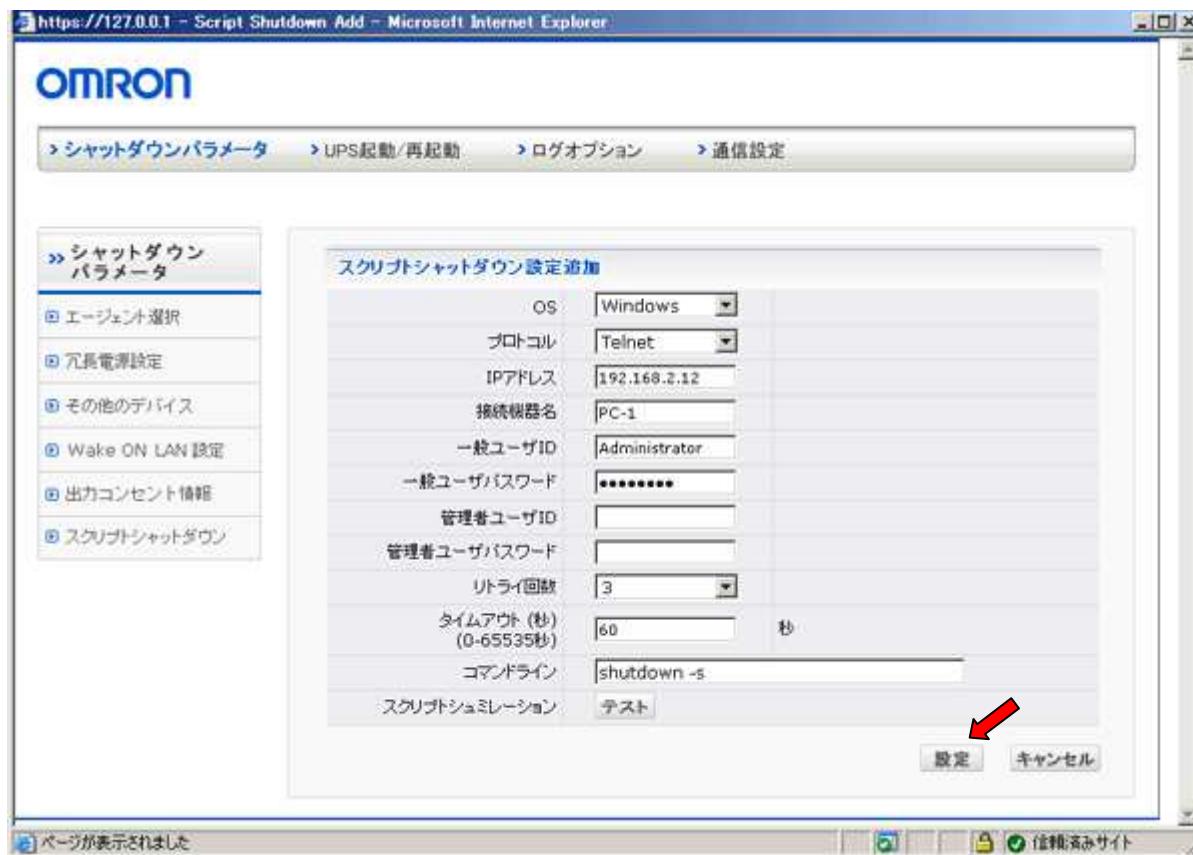 https://127.0.0.1 - Script Shutdown Add - Microsoft Internet Explorer
OMRON
シャットダウンパラメータ UPS起動/再起動 ログオプション 通信設定
シャットダウン
パラメータ
エージェント選択
冗長電源設定
その他のデバイス
Wake ON LAN 設定
出力コンセント情報
スクリプトシャットダウン
スクリプトシャットダウン設定追加
OS Windows
プロトコル Telnet
IPアドレス 192.168.2.12
接続機器名 PC-1
一般ユーザID Administrator
一般ユーザパスワード ●●●●●●●●
管理者ユーザID
管理者ユーザパスワード
リトライ回数 3
タイムアウト (秒)
(0-65535秒) 60 秒
コマンドライン shutdown -s
スクリプトシュミレーション テスト
設定 キャンセル
ページが表示されました 信頼済みサイト